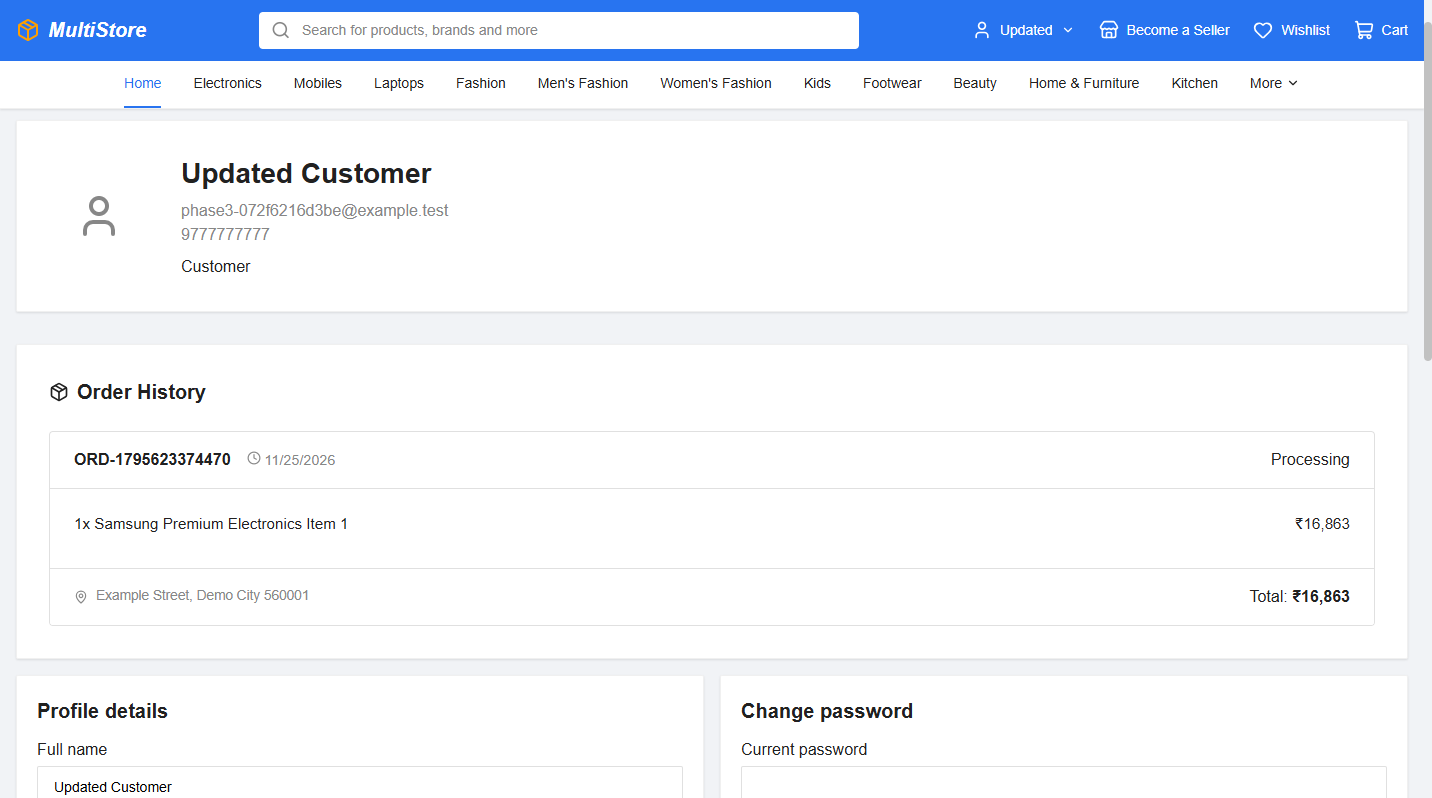 MultiStore
Search for products, brands and more
Updated
Become a Seller
Wishlist
Cart
Home
Electronics
Mobiles
Laptops
Fashion
Men's Fashion
Women's Fashion
Kids
Footwear
Beauty
Home & Furniture
Kitchen
More
Updated Customer
phase3-072f6216d3be@example.test
9777777777
Customer
Order History
ORD-1795623374470
11/25/2026
Processing
1x Samsung Premium Electronics Item 1
₹16,863
Example Street, Demo City 560001
Total: ₹16,863
Profile details
Full name
Updated Customer
Change password
Current password